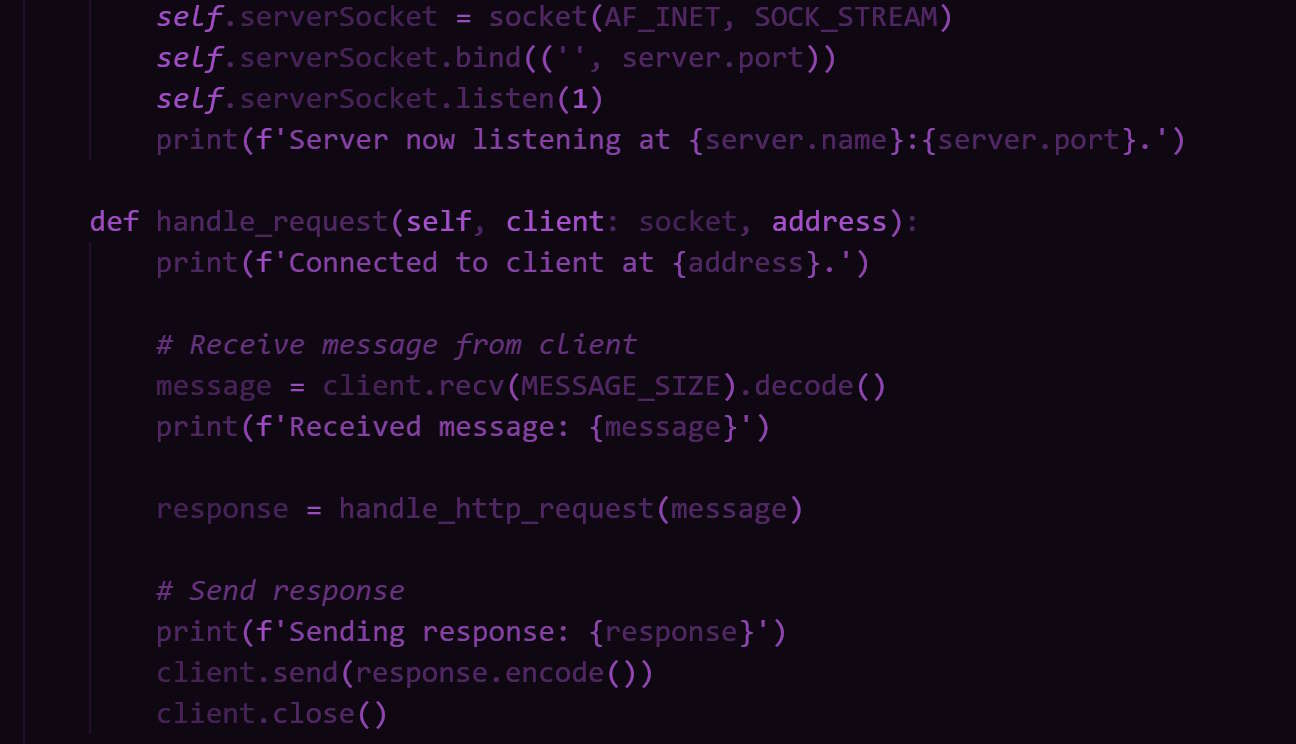 self.serverSocket = socket(AF_INET, SOCK_STREAM)
self.serverSocket.bind(('', server.port))
self.serverSocket.listen(1)
print(f'Server now listening at {server.name}:{server.port}.')
def handle_request(self, client: socket, address):
print(f'Connected to client at {address}.')
# Receive message from client
message = client.recv(MESSAGE_SIZE).decode()
print(f'Received message: {message}')
response = handle_http_request(message)
# Send response
print(f'Sending response: {response}')
client.send(response.encode())
client.close()